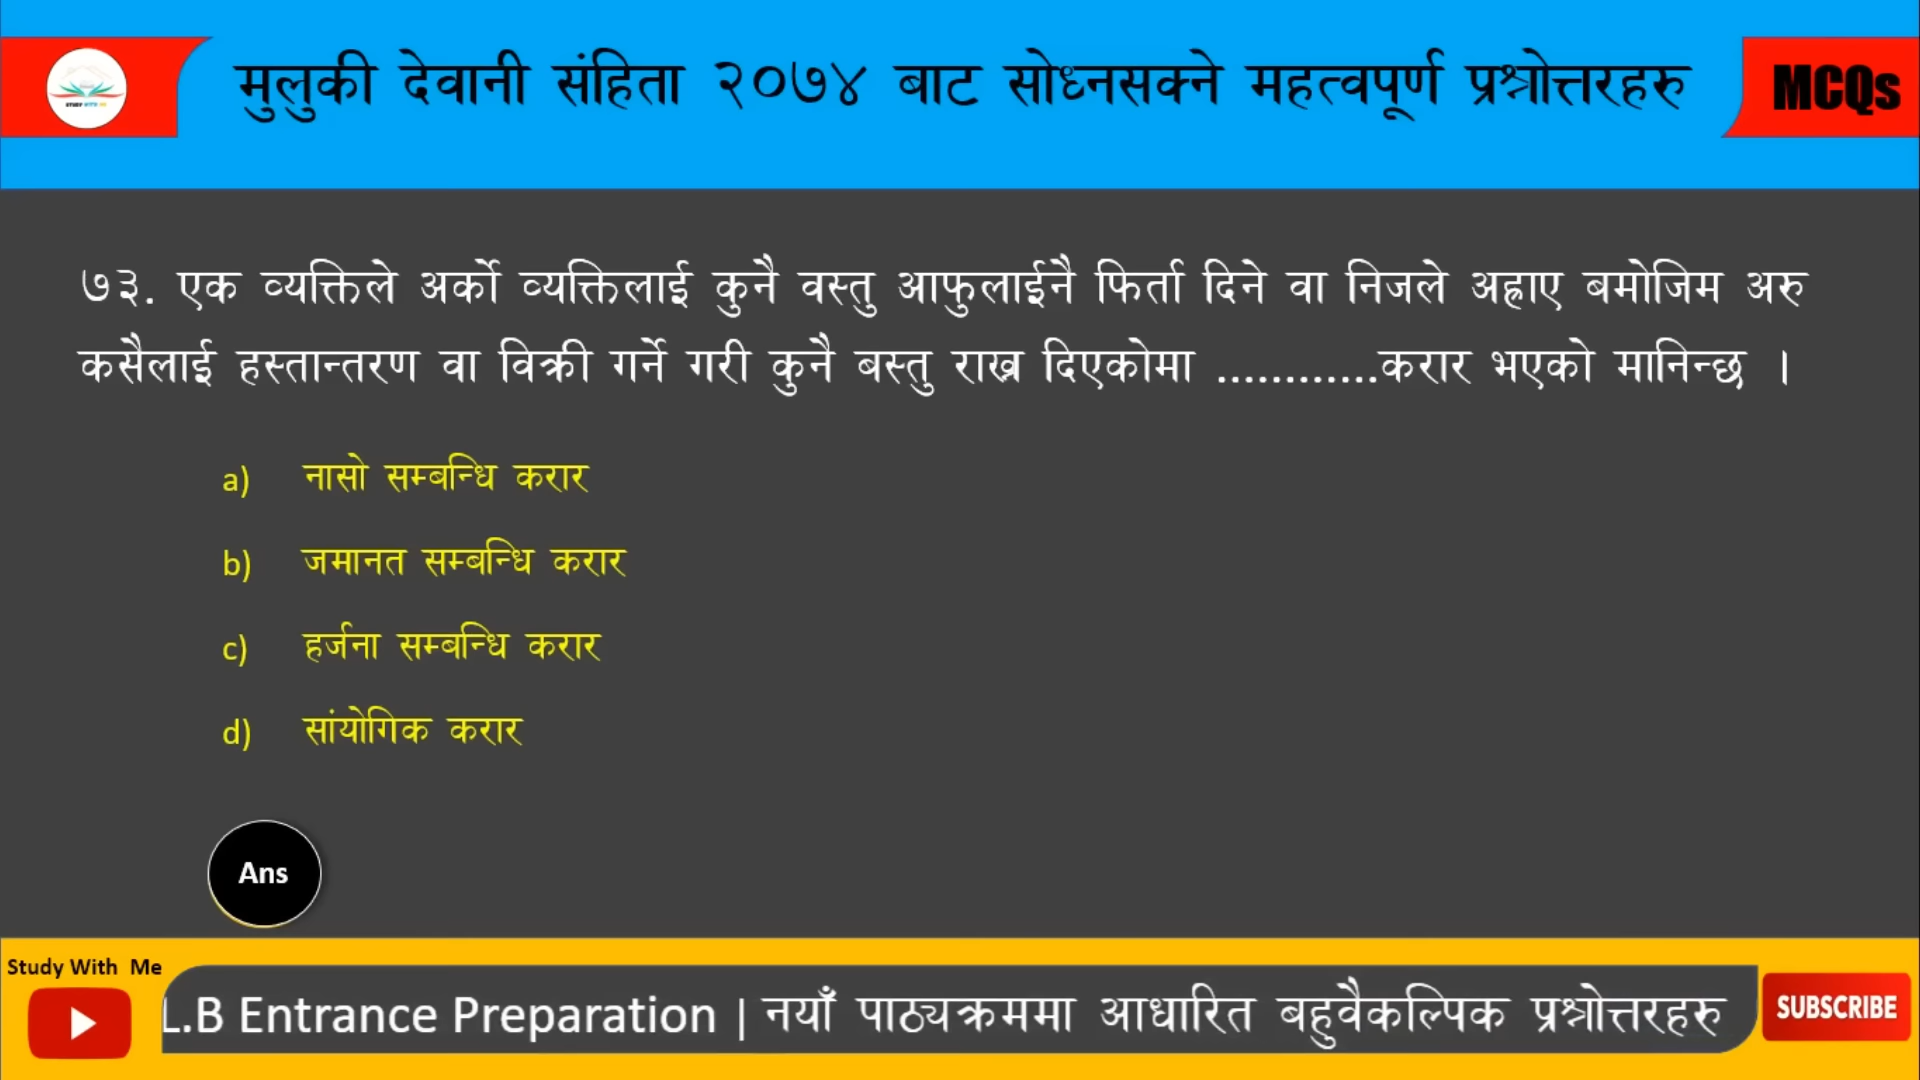 मुलुकी देवानी संहिता २०७४ बाट सोध्नसक्ने महत्वपूर्ण प्रश्नोत्तरहरु
MCQs
STUDY WITH ME
७३. एक व्यक्तिले अर्को व्यक्तिलाई कुनै वस्तु आफुलाईनै फिर्ता दिने वा निजले अह्राए बमोजिम अरु
कसैलाई हस्तान्तरण वा विक्री गर्ने गरी कुनै बस्तु राख्न दिएकोमा ............करार भएको मानिन्छ ।
a) नासो सम्बन्धि करार
b) जमानत सम्बन्धि करार
c) हर्जना सम्बन्धि करार
d) सांयोगिक करार
Ans
Study With Me
L.B Entrance Preparation | नयाँ पाठ्यक्रममा आधारित बहुवैकल्पिक प्रश्नोत्तरहरु
SUBSCRIBE